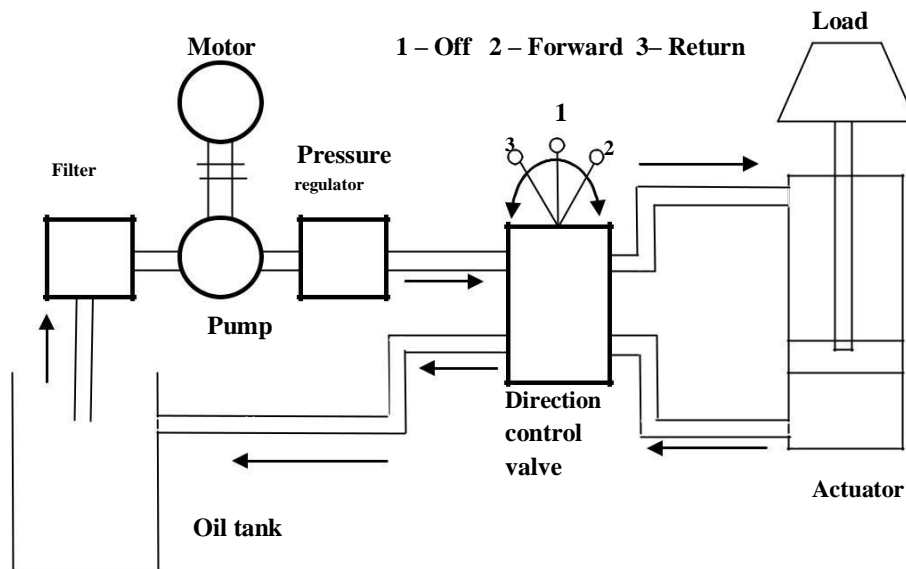 Load
Motor
1 – Off 2 – Forward 3– Return
1
3
2
Filter
Pressure
regulator
Pump
Direction
control
valve
Actuator
Oil tank